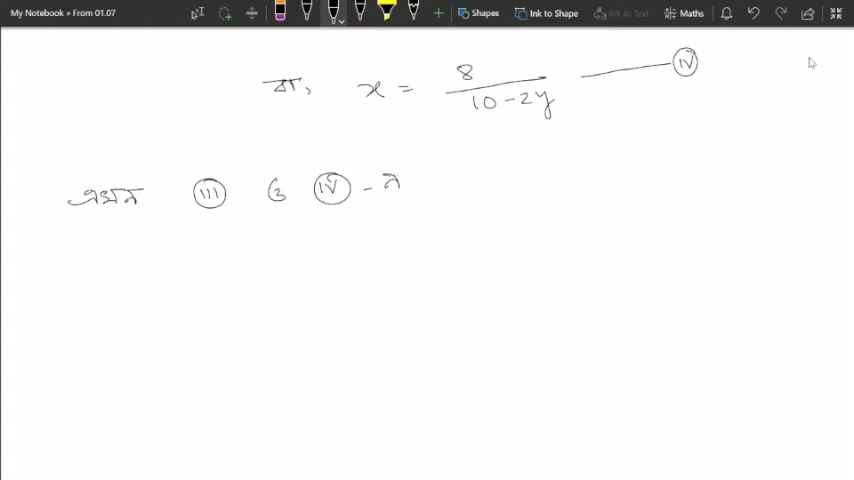 My Notebook » From 01.07 Shapes Ink to Shape Ink to Text Maths
বা, x = 8 / (10 - 2y) (iv)
এখন (iii) ও (iv) - ন